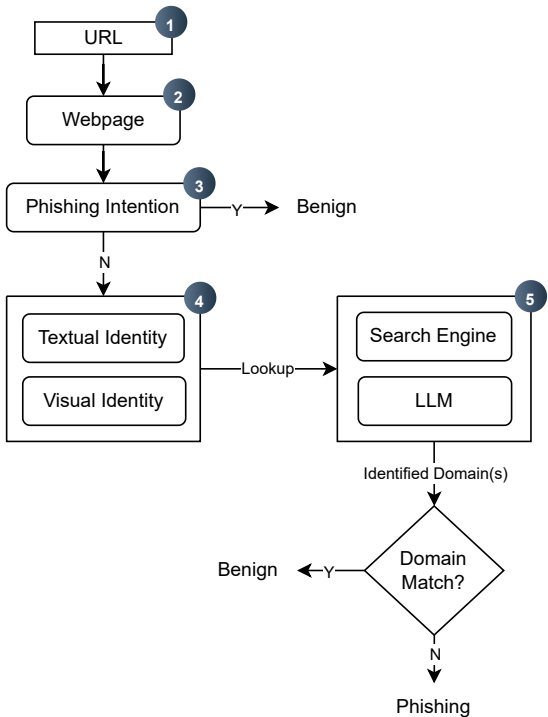 1
URL
2
Webpage
3
Phishing Intention
Y
Benign
N
4
Textual Identity
Visual Identity
Lookup
5
Search Engine
LLM
Identified Domain(s)
Domain
Match?
Y
Benign
N
Phishing